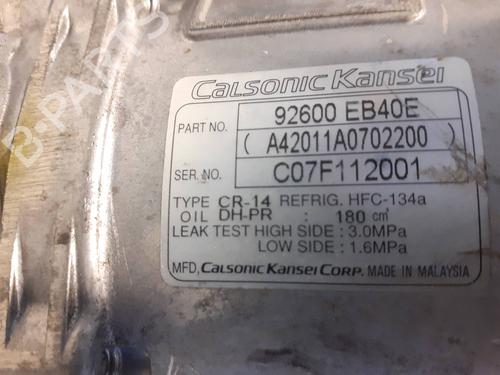 B-PARTS
CALSONIC KANSEI
PART NO. 92600 EB40E
( A42011A0702200 )
SER NO. C07F112001
TYPE CR-14 REFRIG. HFC-134a
OIL DH-PR : 180 cm³
LEAK TEST HIGH SIDE : 3.0MPa
LOW SIDE : 1.6MPa
MFD, CALSONIC KANSEI CORP. MADE IN MALAYSIA